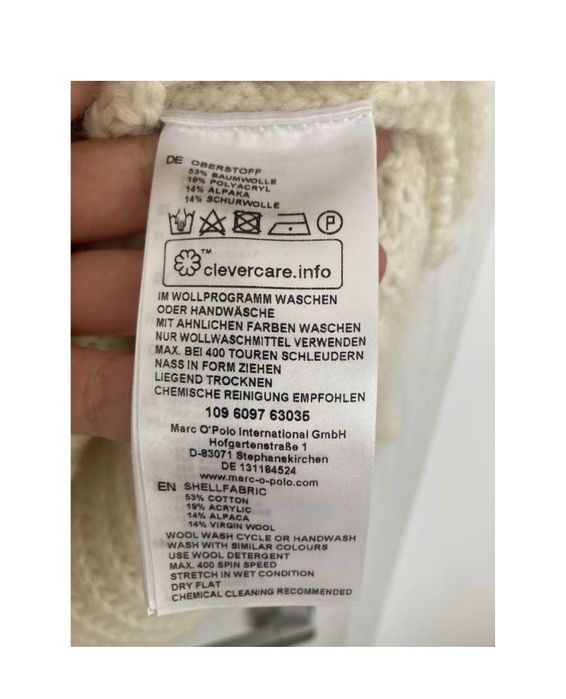 DE OBERSTOFF
53% BAUMWOLLE
19% POLYACRYL
14% ALPAKA
14% SCHURWOLLE
P
™ clevercare.info
IM WOLLPROGRAMM WASCHEN
ODER HANDWÄSCHE
MIT ÄHNLICHEN FARBEN WASCHEN
NUR WOLLWASCHMITTEL VERWENDEN
MAX. BEI 400 TOUREN SCHLEUDERN
NASS IN FORM ZIEHEN
LIEGEND TROCKNEN
CHEMISCHE REINIGUNG EMPFOHLEN
109 6097 63035
Marc O'Polo International GmbH
Hofgartenstraße 1
D-83071 Stephanskirchen
DE 131184524
www.marc-o-polo.com
EN SHELLFABRIC
53% COTTON
19% ACRYLIC
14% ALPACA
14% VIRGIN WOOL
WOOL WASH CYCLE OR HANDWASH
WASH WITH SIMILAR COLOURS
USE WOOL DETERGENT
MAX. 400 SPIN SPEED
STRETCH IN WET CONDITION
DRY FLAT
CHEMICAL CLEANING RECOMMENDED